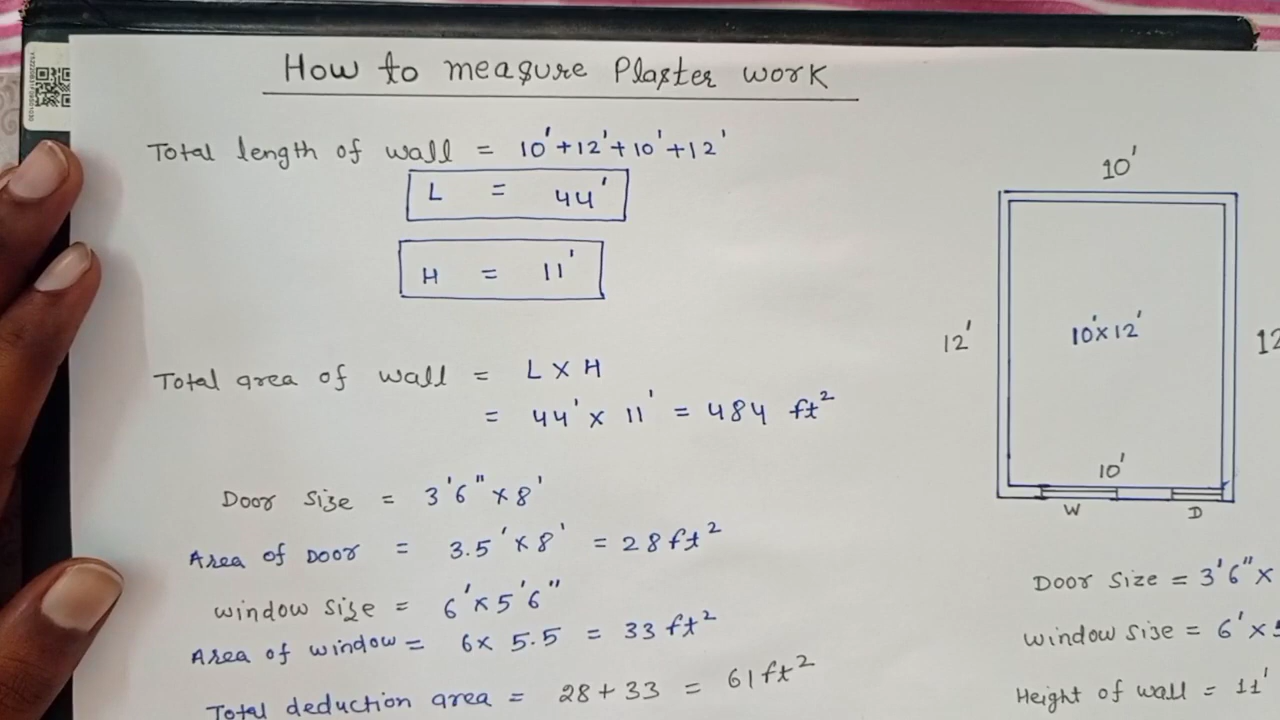 How to measure Plaster work
Total length of wall = 10'+12'+10'+12'
L = 44'
H = 11'
Total area of wall = L X H
= 44' x 11' = 484 ft²
Door Size = 3'6" x 8'
Area of Door = 3.5' x 8' = 28 ft²
window size = 6' x 5'6"
Area of window = 6 x 5.5 = 33 ft²
Total deduction area = 28 + 33 = 61 ft²
10'
12'
10' x 12'
12
10'
W
D
Door Size = 3'6" x
window size = 6' x 5
Height of wall = 11'